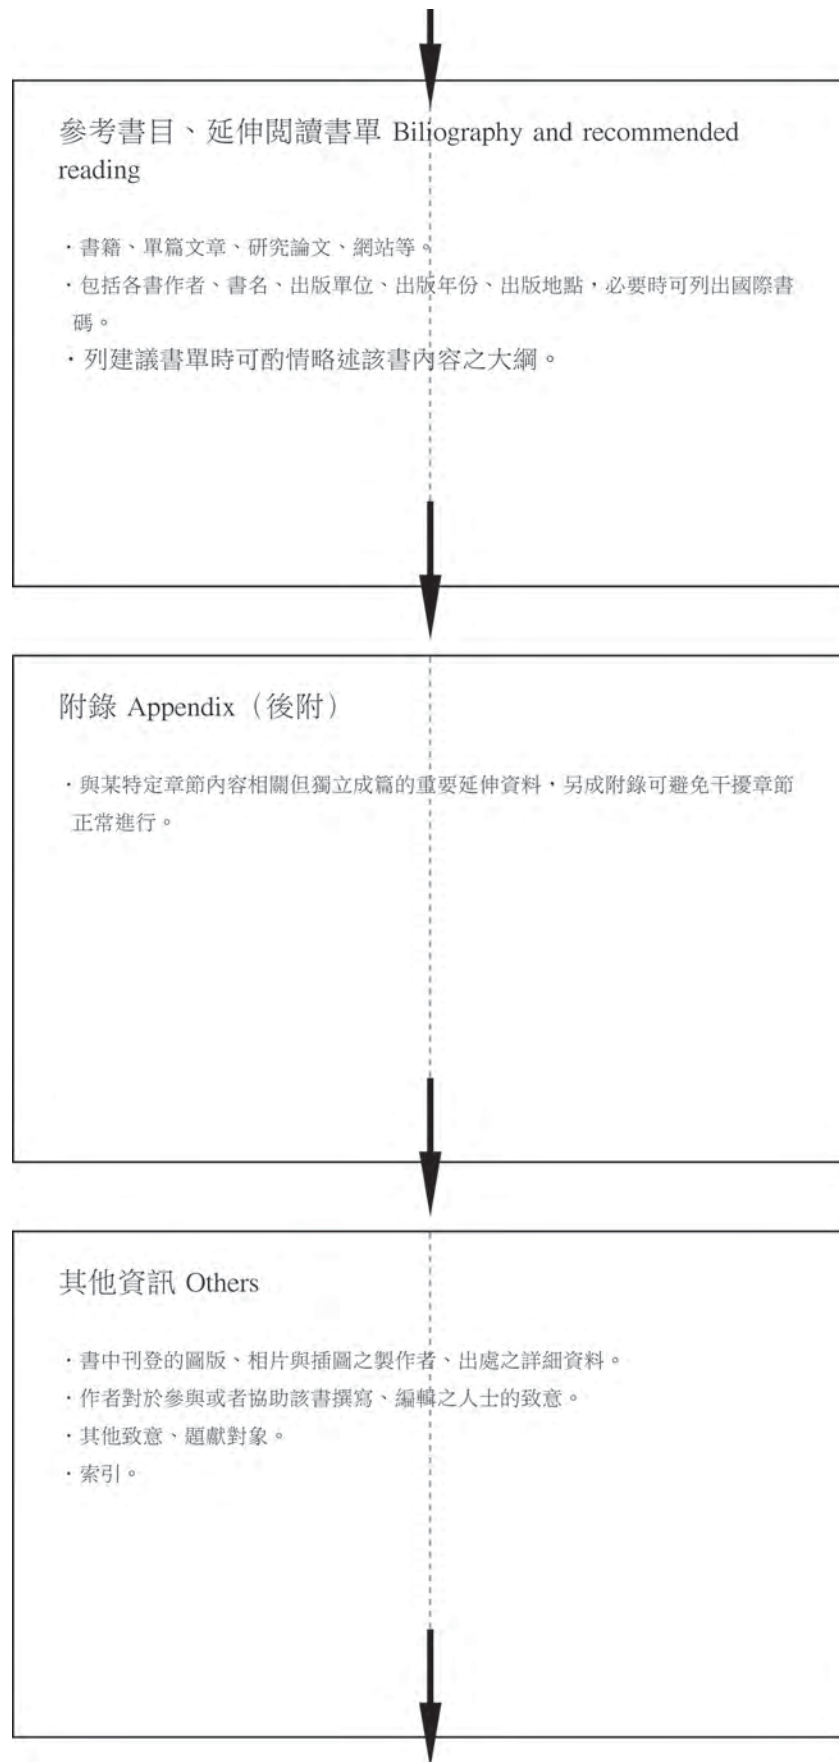 參考書目、延伸閱讀書單 Biliography and recommended
reading
・書籍、單篇文章、研究論文、網站等。
・包括各書作者、書名、出版單位、出版年份、出版地點，必要時可列出國際書
碼。
・列建議書單時可酌情略述該書內容之大綱。
附錄 Appendix（後附）
・與某特定章節內容相關但獨立成篇的重要延伸資料，另成附錄可避免干擾章節
正常進行。
其他資訊 Others
・書中刊登的圖版、相片與插圖之製作者、出處之詳細資料。
・作者對於參與或者協助該書撰寫、編輯之人士的致意。
・其他致意、題獻對象。
・索引。